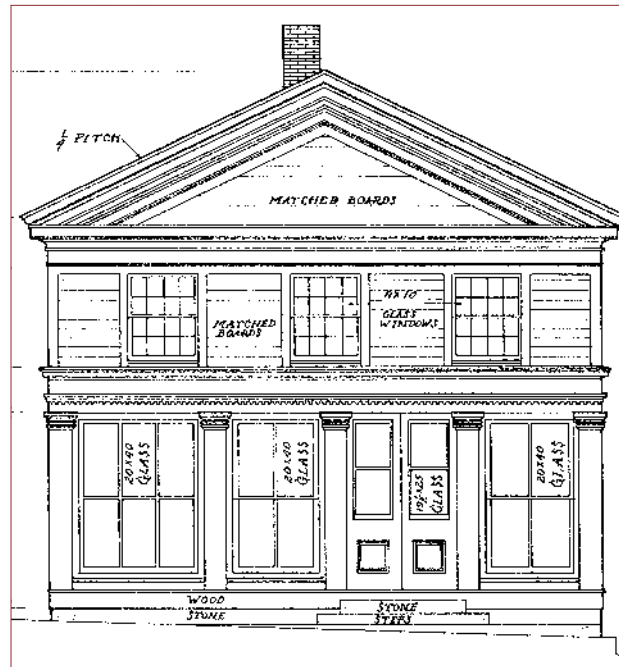 1/4 PITCH
MATCHED BOARDS
MATCHED
BOARDS
GLASS
WINDOWS
20X40
GLASS
20X40
GLASS
GLASS
20X40
GLASS
WOOD
STONE
STONE
STEPS